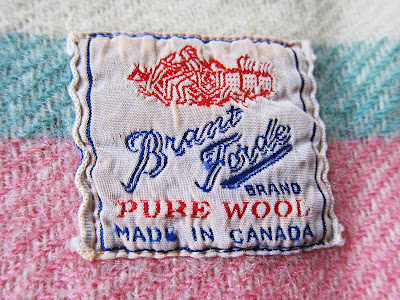 Brant
Forde
BRAND
PURE WOOL
MADE IN CANADA